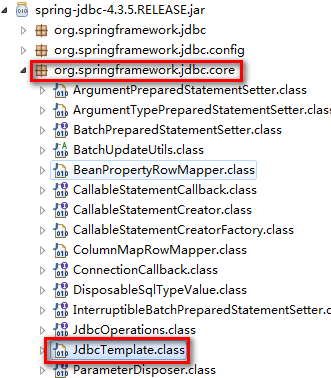 spring-jdbc-4.3.5.RELEASE.jar
org.springframework.jdbc
org.springframework.jdbc.config
org.springframework.jdbc.core
ArgumentPreparedStatementSetter.class
ArgumentTypePreparedStatementSetter.class
BatchPreparedStatementSetter.class
BatchUpdateUtils.class
BeanPropertyRowMapper.class
CallableStatementCallback.class
CallableStatementCreator.class
CallableStatementCreatorFactory.class
ColumnMapRowMapper.class
ConnectionCallback.class
DisposableSqlTypeValue.class
InterruptibleBatchPreparedStatementSetter.
JdbcOperations.class
JdbcTemplate.class
ParameterDisposer.class